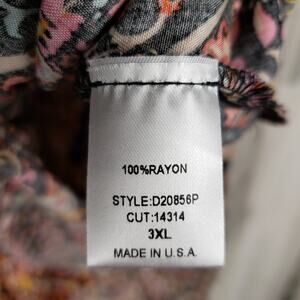 100%RAYON
STYLE:D20856P
CUT:14314
3XL
MADE IN U.S.A.